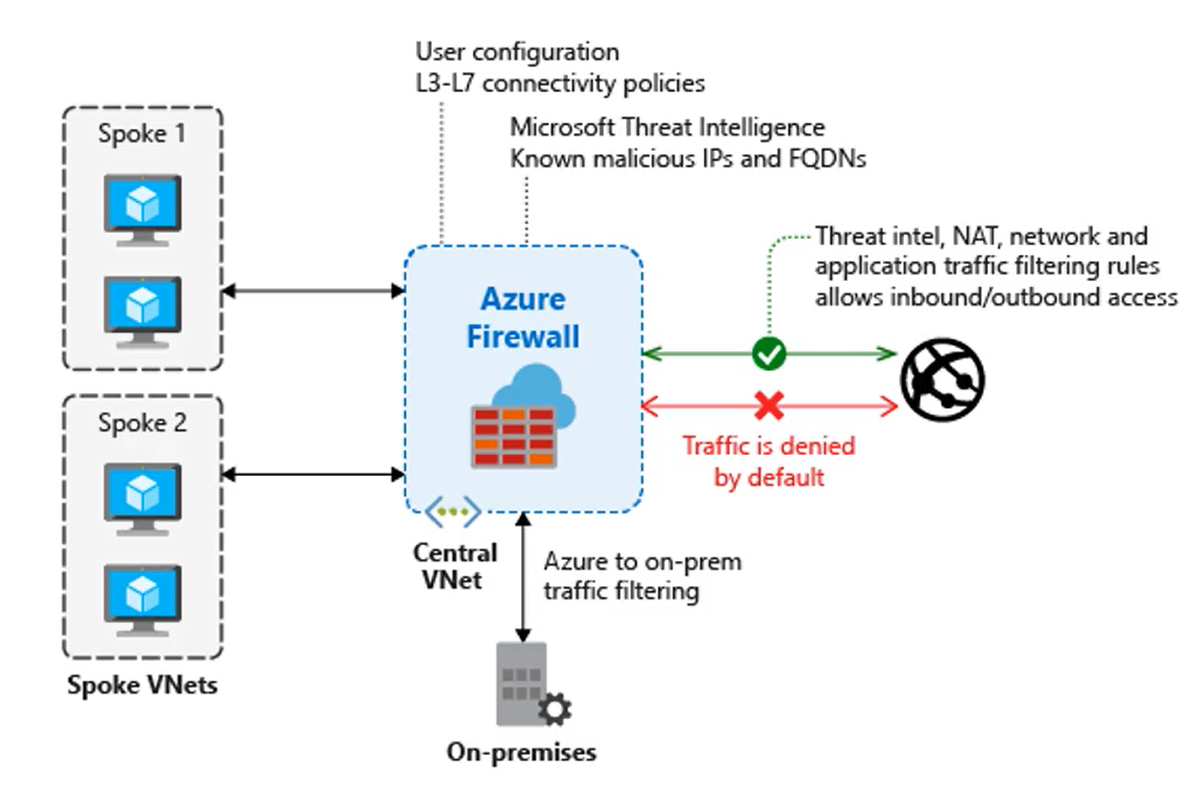 User configuration
L3-L7 connectivity policies
Microsoft Threat Intelligence
Known malicious IPs and FQDNs
Spoke 1
Threat intel, NAT, network and
application traffic filtering rules
allows inbound/outbound access
Azure
Firewall
Spoke 2
Traffic is denied
by default
Central
VNet
Azure to on-prem
traffic filtering
Spoke VNets
On-premises